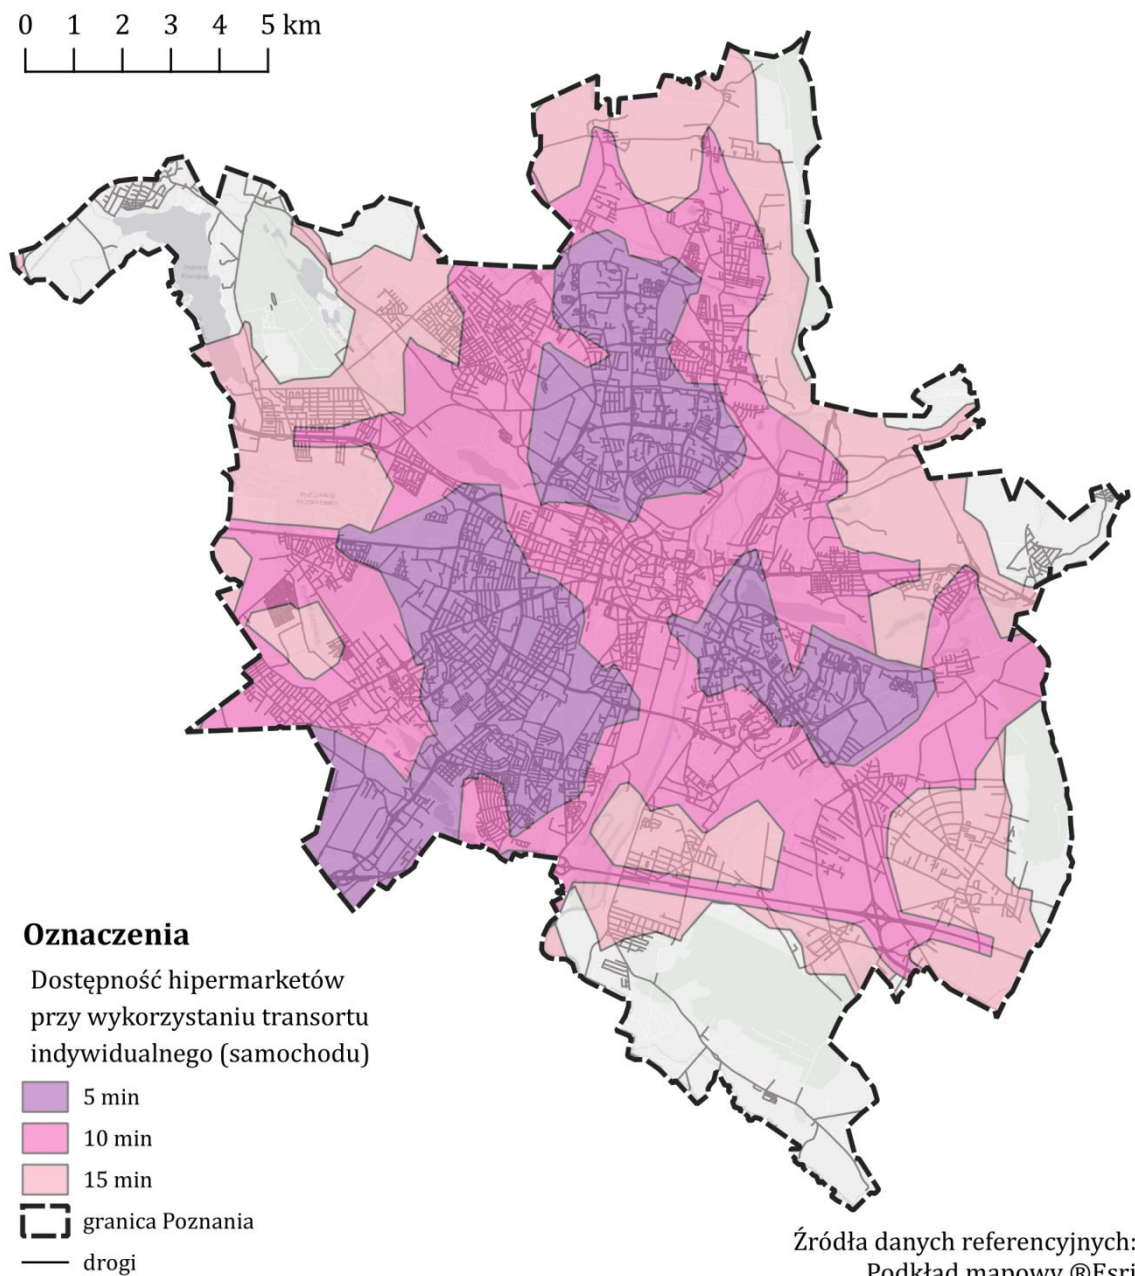 0 1 2 3 4 5 km
Oznaczenia
Dostępność hipermarketów
przy wykorzystaniu transortu
indywidualnego (samochodu)
5 min
10 min
15 min
granica Poznania
drogi
Źródła danych referencyjnych:
Podkład mapowy ®Esri